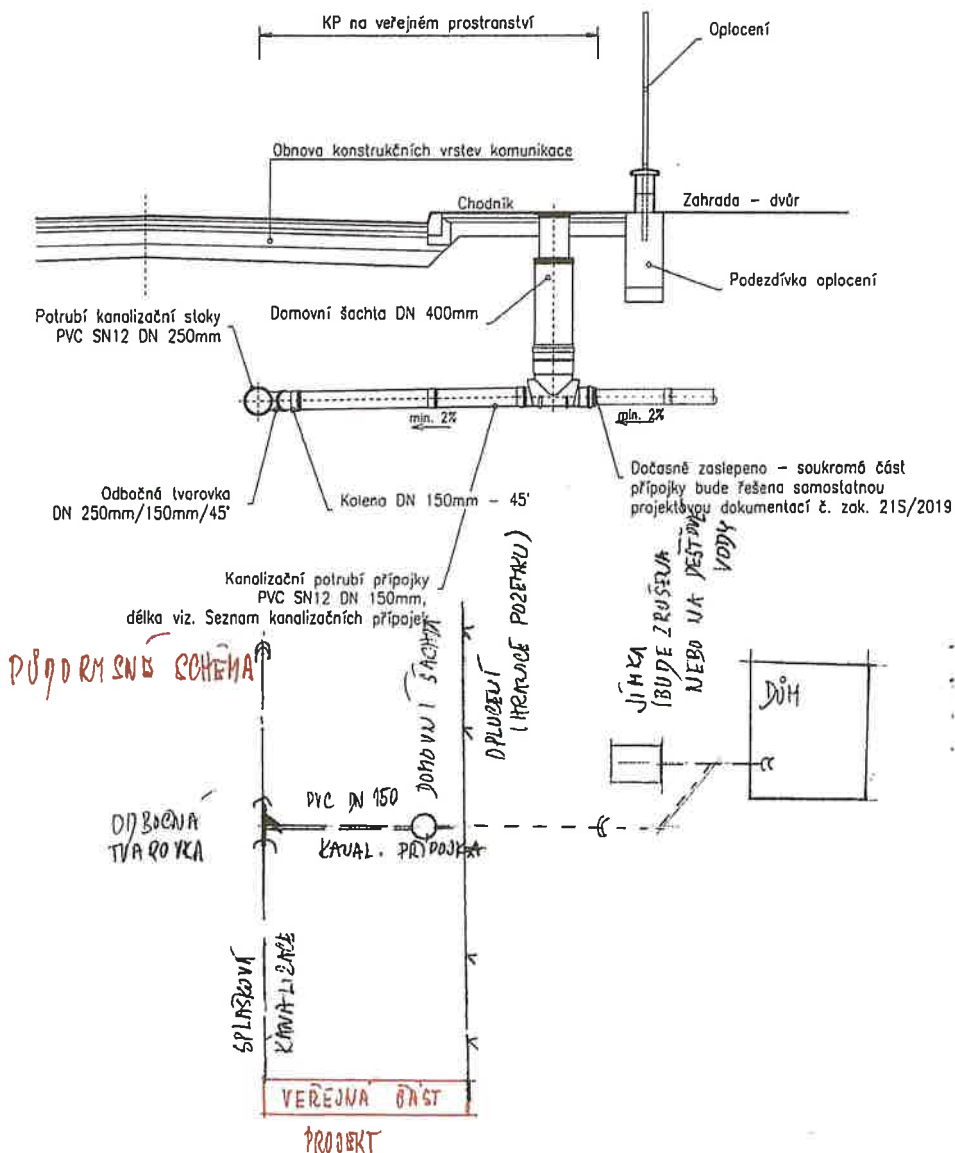 KP na veřejném prostranství
Oplocení
Obnova konstrukčních vrstev komunikace
Chodník
Zahrada - dvůr
Podezdívka oplocení
Potrubí kanalizační stoky
PVC SN12 DN 250mm
Domovní šachta DN 400mm
min. 2%
min. 2%
Odbočná tvarovka
DN 250mm/150mm/45°
Kolena DN 150mm - 45°
Dočasně zaslepeno - soukromá část
přípojky bude řešena samostatnou
projektovou dokumentací č. zak. 21S/2019
Kanalizační potrubí přípojky
PVC SN12 DN 150mm,
délka viz. Seznam kanalizačních přípojek
PŮDORYSNÉ SCHÉMA
DOMOVNÍ ŠACHTA
OPLOCENÍ
(HRANICE POZEMKU)
JÍMKA
(BUDE ZRUŠENA
NEBO NA DEŠŤOVÉ
VODY
DŮM
ODBOČNÁ
TVAROVKA
PVC DN 150
KANAL. PŘÍPOJKA
SPLAŠKOVÁ
KANALIZACE
VEŘEJNÁ ČÁST
PROJEKT